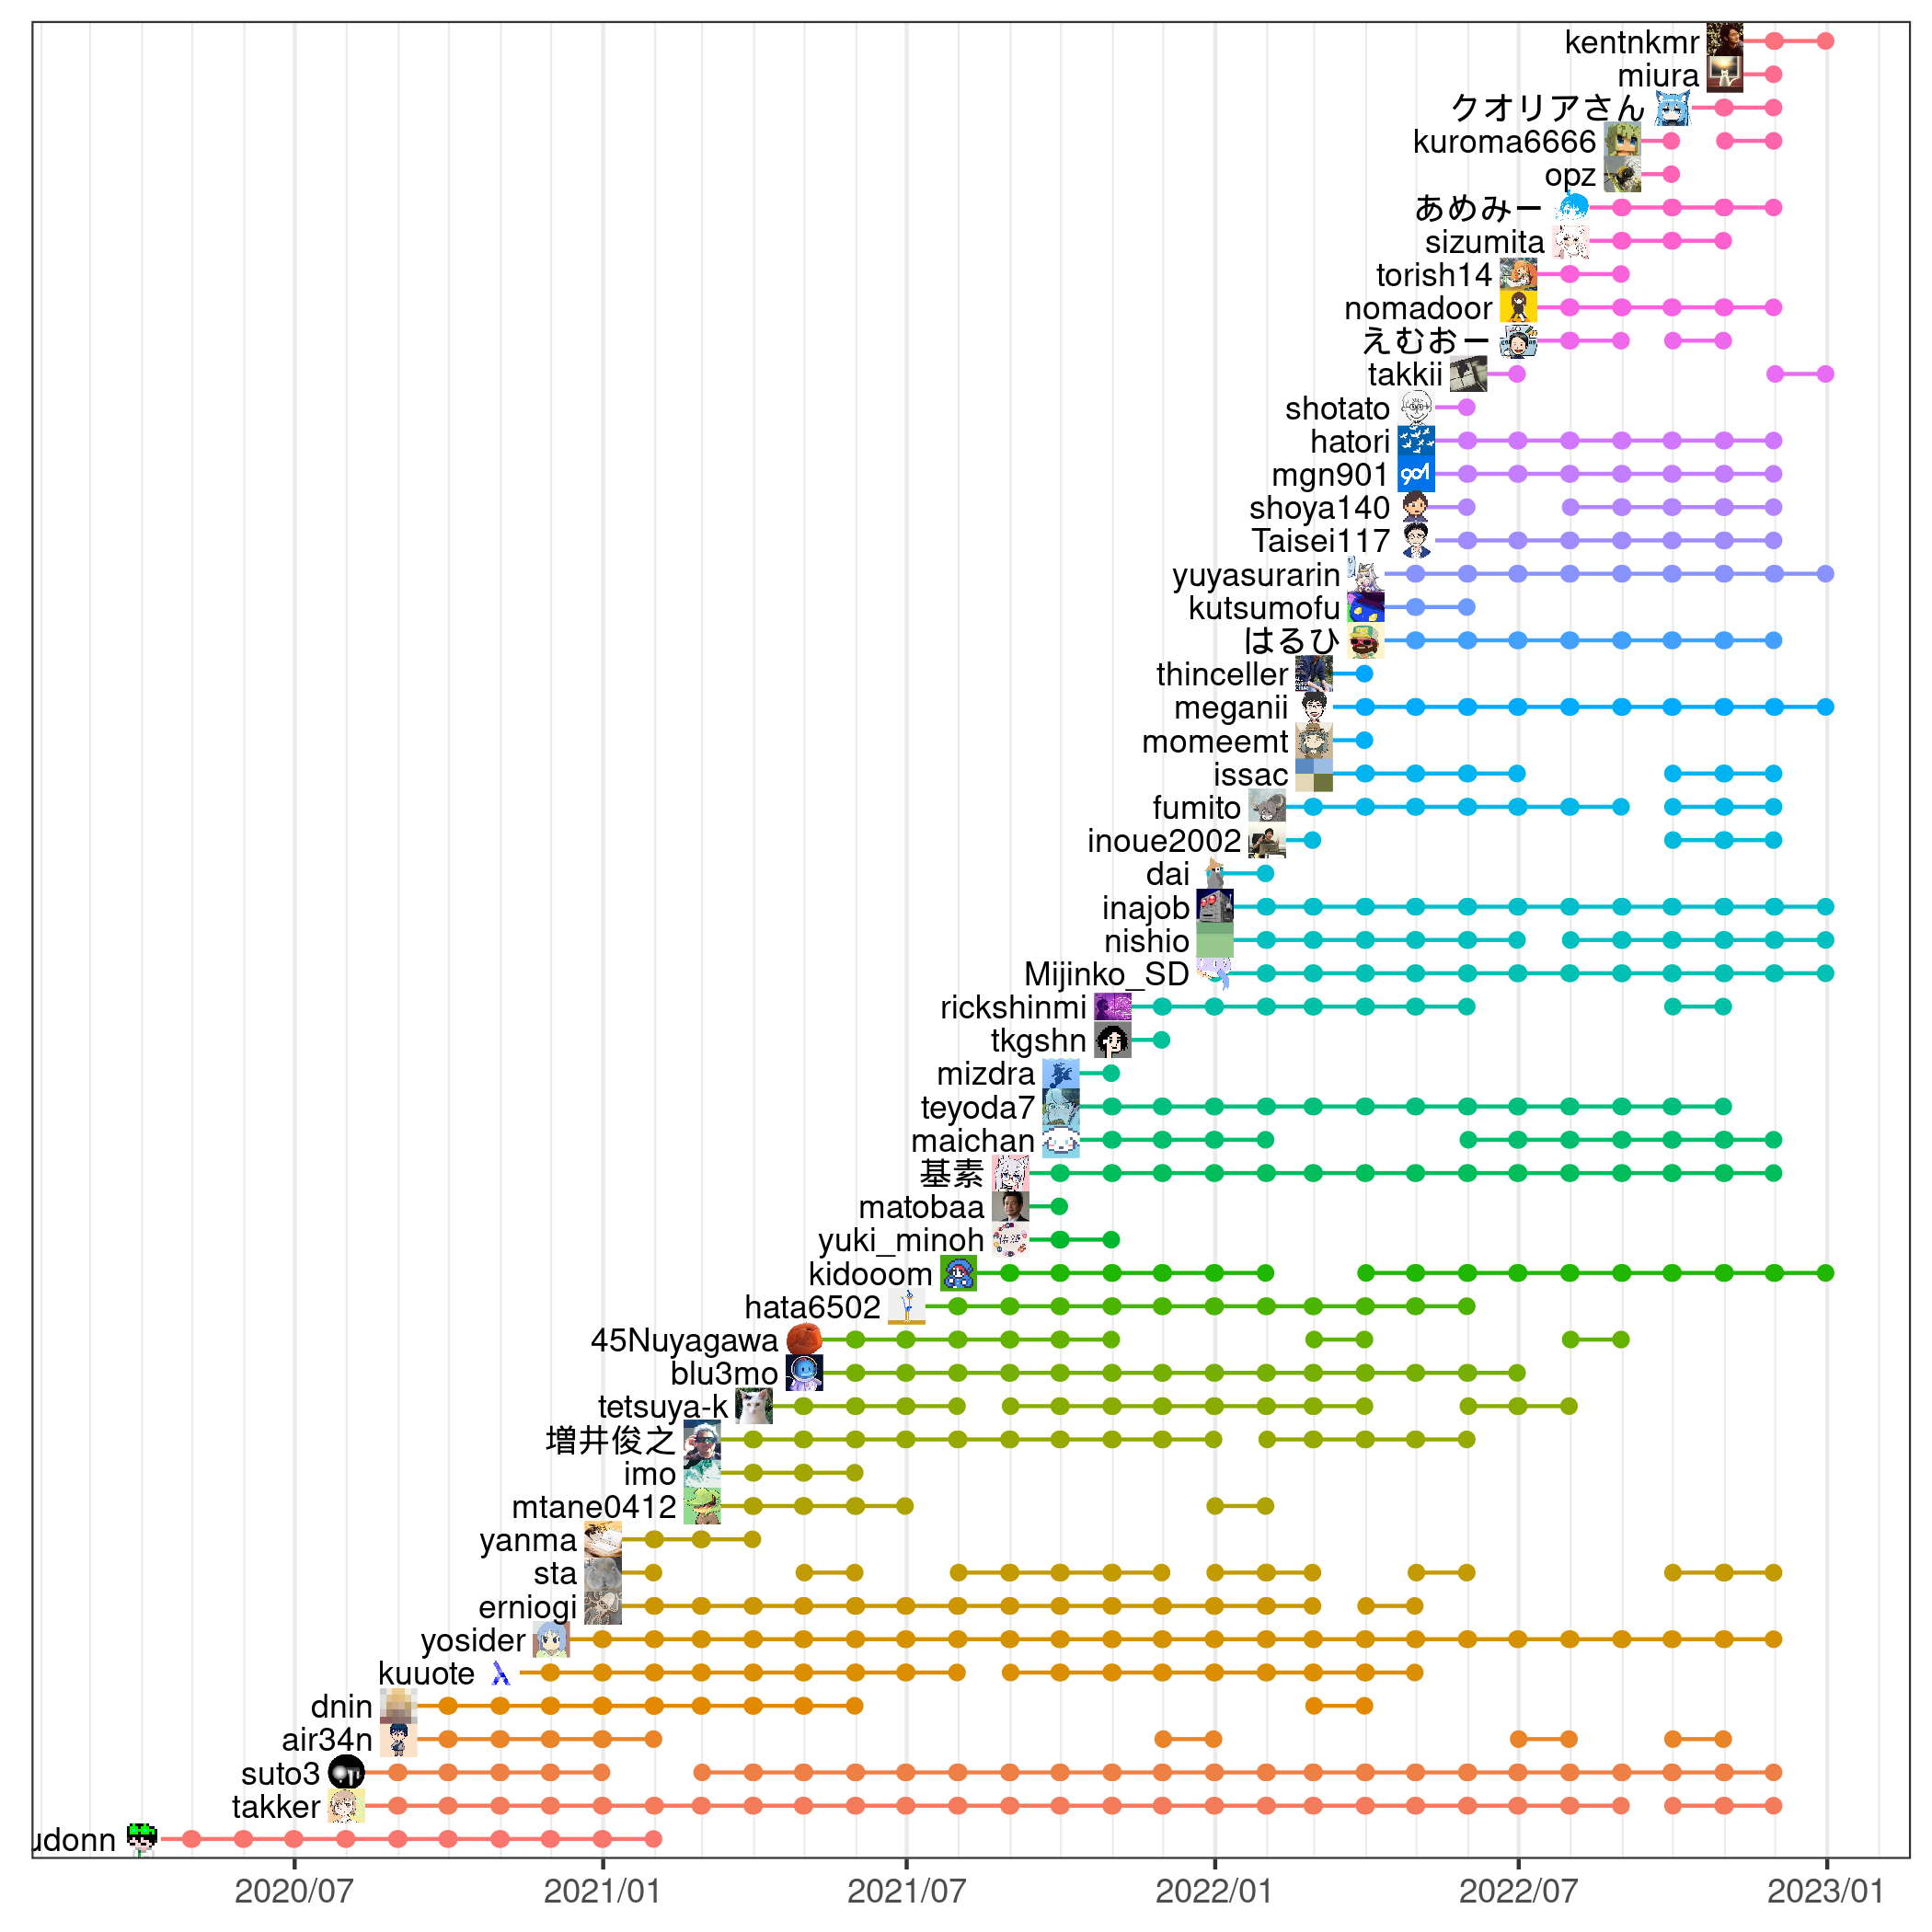 kentnkmr
miura
クオリアさん
kuroma6666
opz
あめみー
sizumita
torish14
nomadoor
えむおー
takkii
shotato
hatori
mgn901
shoya140
Taisei117
yuyasurarin
kutsumofu
はるひ
thinceller
meganii
momeemt
issac
fumito
inoue2002
dai
inajob
nishio
Mijinko_SD
rickshinmi
tkgshn
mizdra
teyoda7
maichan
基素
matobaa
yuki_minoh
kidooom
hata6502
45Nuyagawa
blu3mo
tetsuya-k
増井俊之
imo
mtane0412
yanma
sta
erniogi
yosider
kuuote
dnin
air34n
suto3
takker
udonn
2020/07 2021/01 2021/07 2022/01 2022/07 2023/01